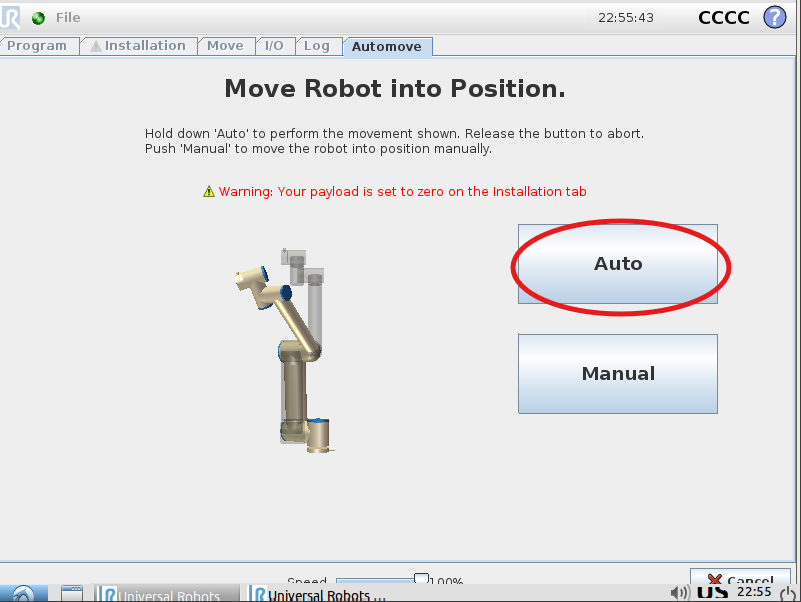 UR File 22:55:43 CCCC ?
Program Installation Move I/O Log Automove
Move Robot into Position.
Hold down 'Auto' to perform the movement shown. Release the button to abort.
Push 'Manual' to move the robot into position manually.
Warning: Your payload is set to zero on the Installation tab
Auto
Manual
Speed 100% Cancel
UR Universal Robots UR Universal Robots ... US 22:55